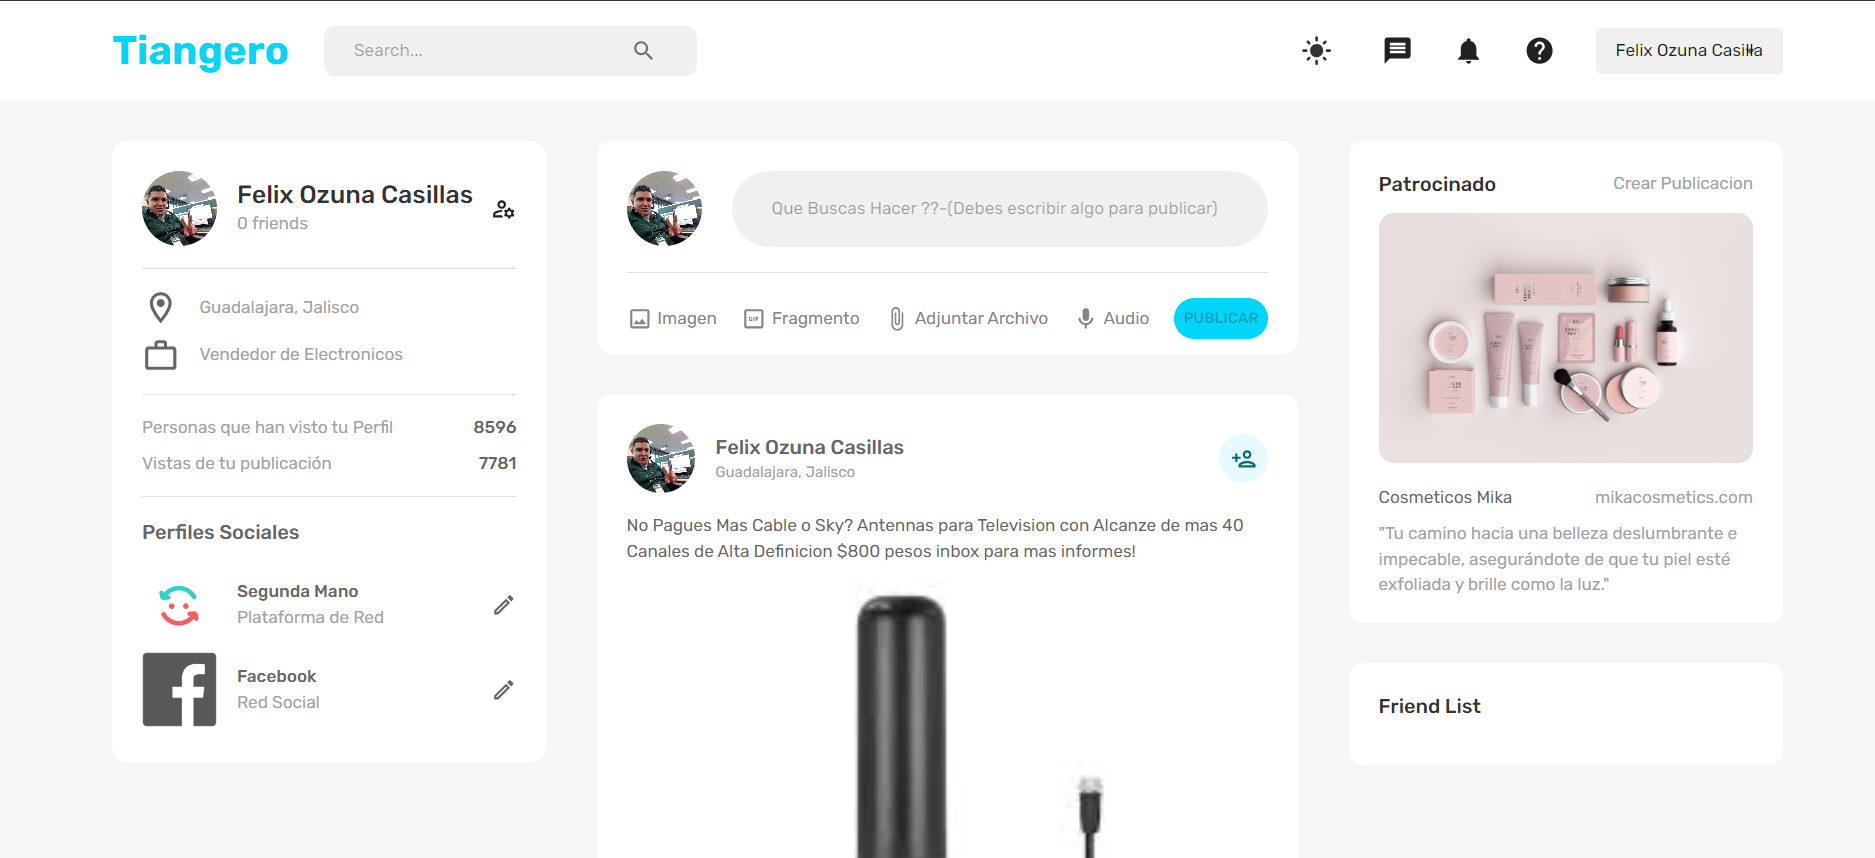 Tiangero
Search...
Felix Ozuna Casilla
Felix Ozuna Casillas
0 friends
Guadalajara, Jalisco
Vendedor de Electronicos
Personas que han visto tu Perfil 8596
Vistas de tu publicación 7781
Perfiles Sociales
Segunda Mano
Plataforma de Red
Facebook
Red Social
Que Buscas Hacer ??-(Debes escribir algo para publicar)
Imagen
GIF Fragmento
Adjuntar Archivo
Audio
PUBLICAR
Felix Ozuna Casillas
Guadalajara, Jalisco
No Pagues Mas Cable o Sky? Antennas para Television con Alcanze de mas 40
Canales de Alta Definicion $800 pesos inbox para mas informes!
Patrocinado Crear Publicacion
Cosmeticos Mika mikacosmetics.com
"Tu camino hacia una belleza deslumbrante e
impecable, asegurándote de que tu piel esté
exfoliada y brille como la luz."
Friend List